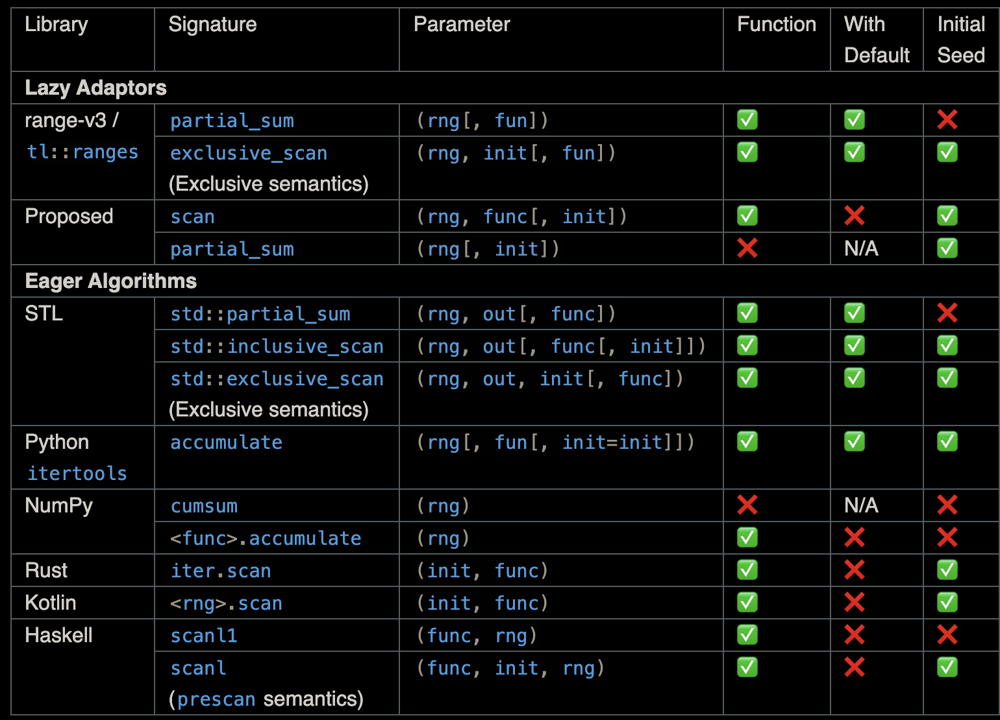 Library Signature Parameter Function With Default Initial Seed
Lazy Adaptors
range-v3 / tl::ranges partial_sum (rng[, fun]) ✅ ✅ ❌
exclusive_scan (Exclusive semantics) (rng, init[, fun]) ✅ ✅ ✅
Proposed scan (rng, func[, init]) ✅ ❌ ✅
partial_sum (rng[, init]) ❌ N/A ✅
Eager Algorithms
STL std::partial_sum (rng, out[, func]) ✅ ✅ ❌
std::inclusive_scan (rng, out[, func[, init]]) ✅ ✅ ✅
std::exclusive_scan (Exclusive semantics) (rng, out, init[, func]) ✅ ✅ ✅
Python itertools accumulate (rng[, fun[, init=init]]) ✅ ✅ ✅
NumPy cumsum (rng) ❌ N/A ❌
<func>.accumulate (rng) ✅ ❌ ❌
Rust iter.scan (init, func) ✅ ❌ ✅
Kotlin <rng>.scan (init, func) ✅ ❌ ✅
Haskell scanl1 (func, rng) ✅ ❌ ❌
scanl (prescan semantics) (func, init, rng) ✅ ❌ ✅